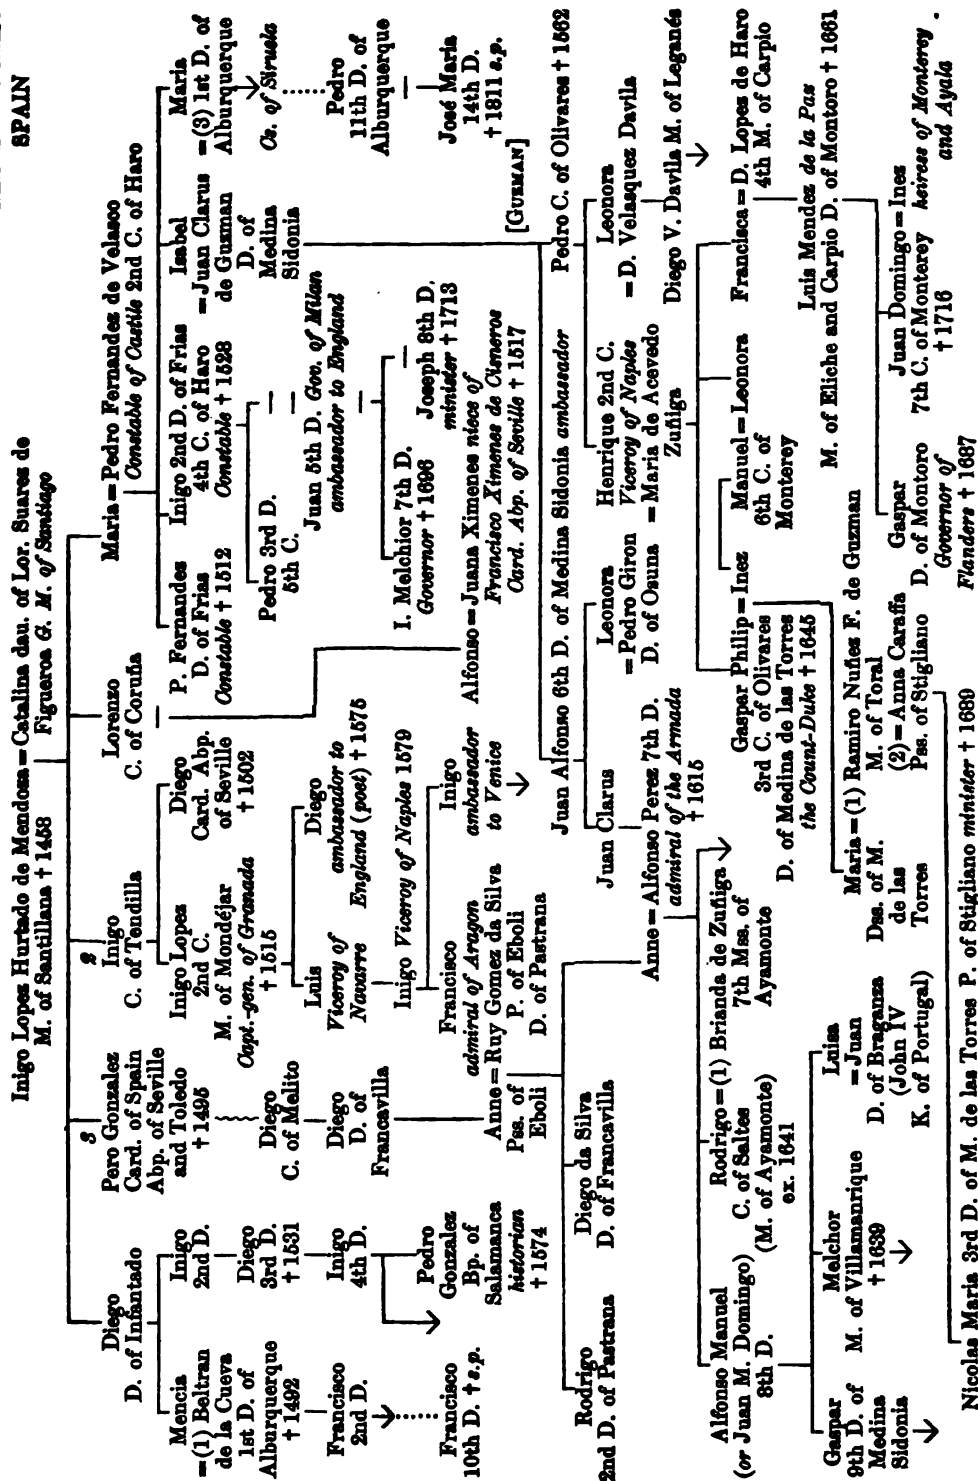 SPAIN
Inigo Lopez Hurtado de Mendoza = Catalina dau. of Lor. Suares de
M. of Santillana † 1458 Figueroa G. M. of Santiago
3 2
Diego
D. of Infantado
Pero Gonzalez
Card. of Spain
Abp. of Seville
and Toledo
† 1495
Inigo
C. of Tendilla
Lorenzo
C. of Coruña
Maria = Pedro Fernandez de Velasco
Constable of Castile 2nd C. of Haro
Mencia
= (1) Beltran
de la Cueva
1st D. of
Alburquerque
† 1492
Inigo
2nd D.
Inigo Lopez
2nd C.
M. of Mondéjar
Capt.-gen. of Granada
† 1515
Diego
Card. Abp.
of Seville
† 1502
P. Fernandes
D. of Frias
Constable † 1512
Inigo 2nd D. of Frias
4th C. of Haro
Constable † 1528
Isabel
= Juan Clarus
de Guzman
D. of
Medina
Sidonia
Maria
= (3) 1st D. of
Alburquerque
Cs. of Siruela
Francisco
2nd D.
Diego
3rd D.
† 1531
Diego
C. of Melito
Luis
Viceroy of
Navarre
Diego
ambassador to
England (post) † 1575
Pedro 3rd D.
5th C.
Juan 5th D. Gov. of Milan
ambassador to England
Pedro
11th D. of
Alburquerque
Inigo
4th D.
Diego
D. of
Francavilla
Inigo Viceroy of Naples 1579
I. Melchior 7th D.
Governor † 1696
Joseph 8th D.
minister † 1713
José Maria
14th D.
† 1811 s.p.
Francisco
10th D. † s.p.
Pedro
Gonzalez
Bp. of
Salamanca
historian
† 1574
Francisco
admiral of Aragon
Inigo
ambassador
to Venice
Alfonso = Juana Ximenes niece of
Francisco Ximenes de Cisneros
Card. Abp. of Seville † 1517
[GUZMAN]
Anne = Ruy Gomez da Silva
Pss. of
Eboli
P. of Eboli
D. of Pastrana
Juan Alfonso 6th D. of Medina Sidonia ambassador
Pedro C. of Olivares † 1562
Rodrigo
2nd D. of Pastrana
Diego da Silva
D. of Francavilla
Juan Clarus
Leonora
= Pedro Giron
D. of Osuna
Henrique 2nd C.
Viceroy of Naples
= Maria de Acevedo
Zuñiga
Leonora
= D. Velasquez Davila
Diego V. Davila M. of Leganés
Anne = Alfonso Perez 7th D.
admiral of the Armada
† 1615
Alfonso Manuel
(or Juan M. Domingo)
8th D.
Rodrigo = (1) Brianda de Zuñiga
C. of Saltes
(M. of Ayamonte)
ex. 1641
7th Mss. of
Ayamonte
Gaspar Philip = Inez
3rd C. of Olivares
D. of Medina de las Torres
the Count-Duke † 1645
Manuel = Leonora
6th C. of
Monterey
Francisca = D. Lopes de Haro
4th M. of Carpio
Luis Mendez de la Pas
M. of Eliche and Carpio D. of Montoro † 1661
Gaspar
9th D. of
Medina
Sidonia
Melchor
M. of Villamanrique
† 1639
Luisa
= Juan
D. of Braganza
(John IV
K. of Portugal)
Maria = (1) Ramiro Nuñes F. de Guzman
Dss. of M.
de las
Torres
M. of Toral
(2) = Anna Caraffa
Pss. of Stigliano
Gaspar
D. of Montoro
Governor of
Flanders † 1687
Juan Domingo = Ines
7th C. of Monterey
† 1716
heiress of Monterey
and Ayala
Nicolas Maria 3rd D. of M. de las Torres P. of Stigliano minister † 1689